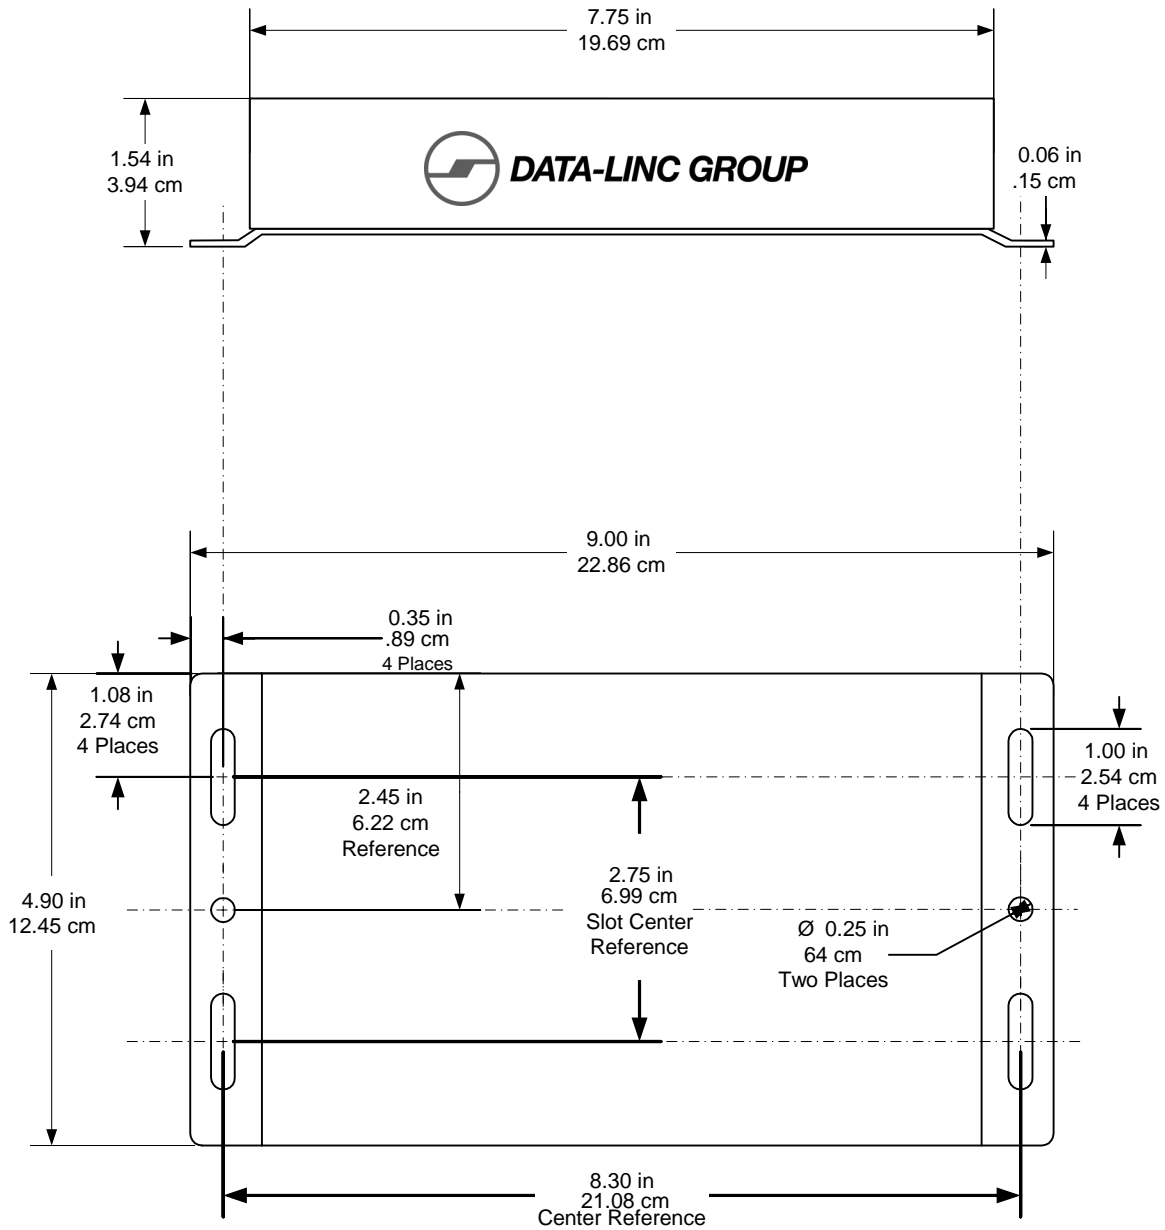 7.75 in
19.69 cm
1.54 in
3.94 cm
DATA-LINC GROUP
0.06 in
.15 cm
9.00 in
22.86 cm
0.35 in
.89 cm
4 Places
1.08 in
2.74 cm
4 Places
1.00 in
2.54 cm
4 Places
2.45 in
6.22 cm
Reference
4.90 in
12.45 cm
2.75 in
6.99 cm
Slot Center
Reference
Ø 0.25 in
64 cm
Two Places
8.30 in
21.08 cm
Center Reference